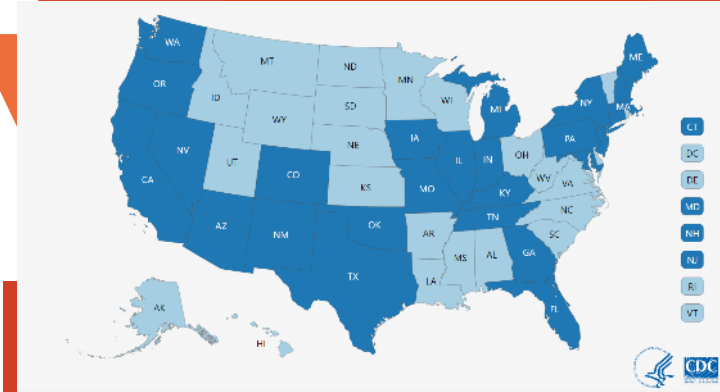 WA
MT
ND
MN
ME
OR
ID
SD
WI
MI
NY
MA
WY
NE
IA
PA
NV
UT
CO
KS
MO
IL
IN
OH
WV
VA
KY
CA
AZ
NM
OK
AR
TN
NC
SC
MS
AL
GA
TX
LA
FL
AK
HI
CT
DC
DE
MD
NH
NJ
RI
VT
CDC